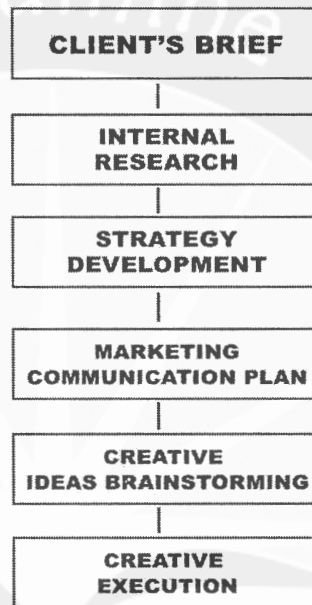 CLIENT'S BRIEF
INTERNAL
RESEARCH
STRATEGY
DEVELOPMENT
MARKETING
COMMUNICATION PLAN
CREATIVE
IDEAS BRAINSTORMING
CREATIVE
EXECUTION